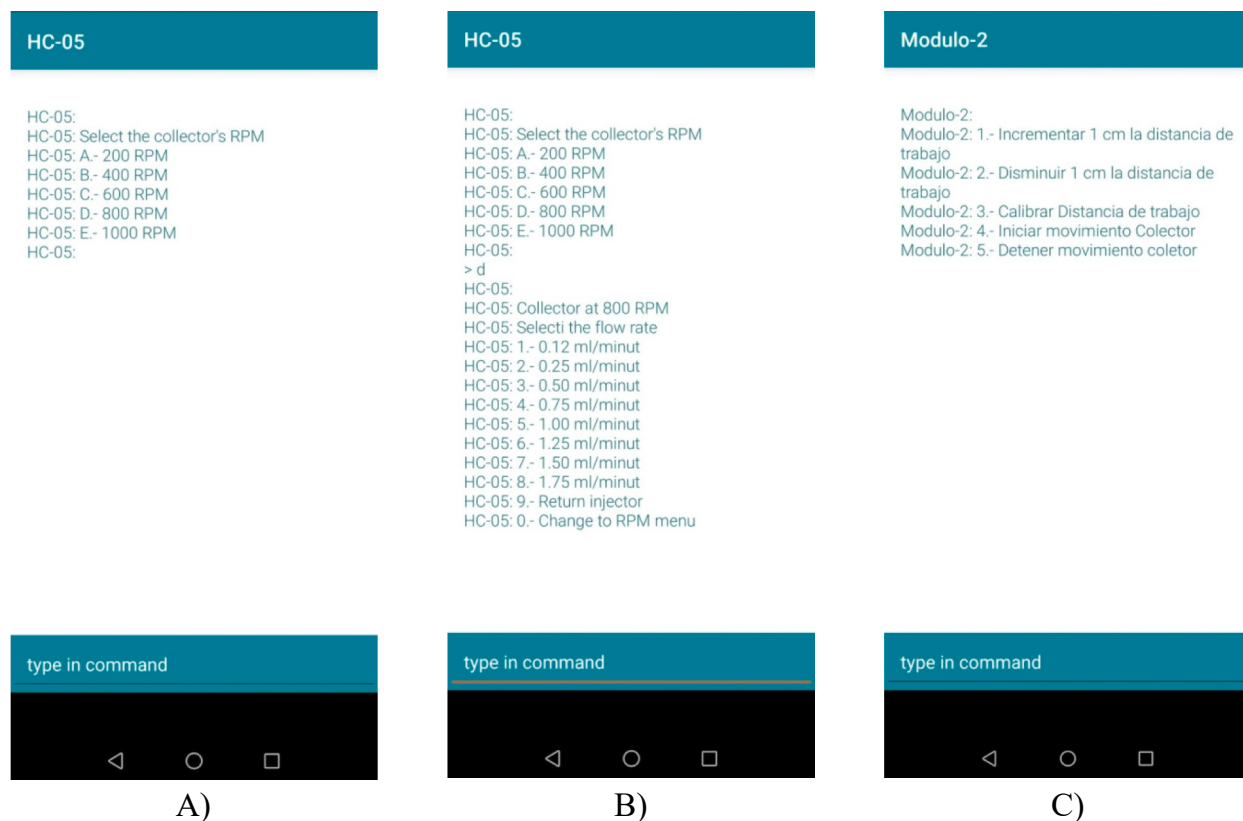 HC-05
HC-05:
HC-05: Select the collector's RPM
HC-05: A.- 200 RPM
HC-05: B.- 400 RPM
HC-05: C.- 600 RPM
HC-05: D.- 800 RPM
HC-05: E.- 1000 RPM
HC-05:
type in command
A)
HC-05
HC-05:
HC-05: Select the collector's RPM
HC-05: A.- 200 RPM
HC-05: B.- 400 RPM
HC-05: C.- 600 RPM
HC-05: D.- 800 RPM
HC-05: E.- 1000 RPM
HC-05:
> d
HC-05:
HC-05: Collector at 800 RPM
HC-05: Selecti the flow rate
HC-05: 1.- 0.12 ml/minut
HC-05: 2.- 0.25 ml/minut
HC-05: 3.- 0.50 ml/minut
HC-05: 4.- 0.75 ml/minut
HC-05: 5.- 1.00 ml/minut
HC-05: 6.- 1.25 ml/minut
HC-05: 7.- 1.50 ml/minut
HC-05: 8.- 1.75 ml/minut
HC-05: 9.- Return injector
HC-05: 0.- Change to RPM menu
type in command
B)
Modulo-2
Modulo-2:
Modulo-2: 1.- Incrementar 1 cm la distancia de
trabajo
Modulo-2: 2.- Disminuir 1 cm la distancia de
trabajo
Modulo-2: 3.- Calibrar Distancia de trabajo
Modulo-2: 4.- Iniciar movimiento Colector
Modulo-2: 5.- Detener movimiento coletor
type in command
C)